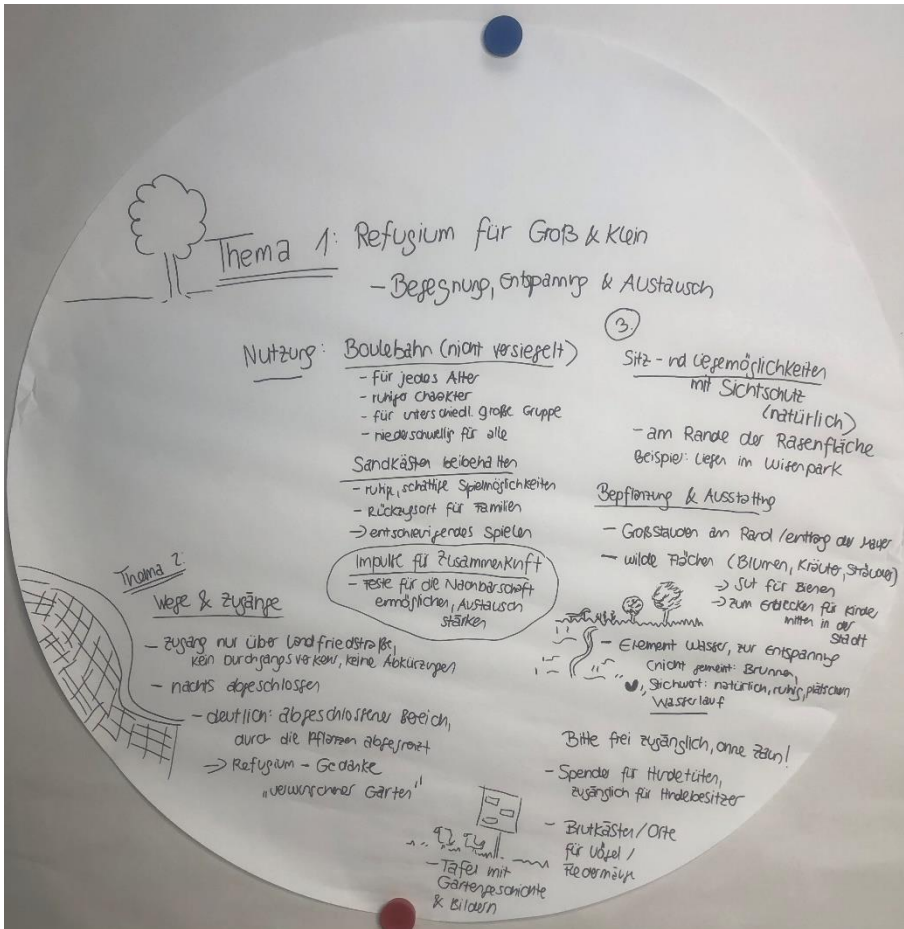 Thema 1: Refugium für Groß & Klein
- Begegnung, Entspannung & Austausch
Nutzung: Boulebahn (nicht versiegelt)
- für jedes Alter
- ruhiger Charakter
- für unterschiedl. große Gruppe
- niederschwellig für alle
Sandkästen beibehalten
- ruhige, schattige Spielmöglichkeiten
- Rückzugsort für Familien
→ entschleunigendes Spielen
Impulse für Zusammenkunft
- Feste für die Nachbarschaft
ermöglichen, Austausch
stärken
3.
Sitz- und Liegemöglichkeiten
mit Sichtschutz
(natürlich)
- am Rande der Rasenfläche
Beispiel: Liegen im Wiesenpark
Bepflanzung & Ausstattung
- Großstauden am Rand / entlang der Mauer
- wilde Flächen (Blumen, Kräuter, Sträucher)
→ gut für Bienen
→ zum Entdecken für Kinder
mitten in der
Stadt
- Element Wasser, zur Entspannung
(nicht gemeint: Brunnen,
Stichwort: natürlich, ruhig, plätschern
Wasserlauf
Bitte frei zugänglich, ohne Zaun!
- Spender für Hundetüten,
zugänglich für Hundebesitzer
- Brutkästen / Orte
für Vögel /
Fledermäuse
- Tafel mit
Gartengeschichte
& Bildern
Thema 2:
Wege & Zugänge
- Zugang nur über Landfriedstraße,
kein Durchgangsverkehr, keine Abkürzungen
- nachts abgeschlossen
- deutlich: abgeschlossener Bereich,
durch die Pflanzen abgegrenzt
→ Refugium - Gedanke
"verwunschner Garten"